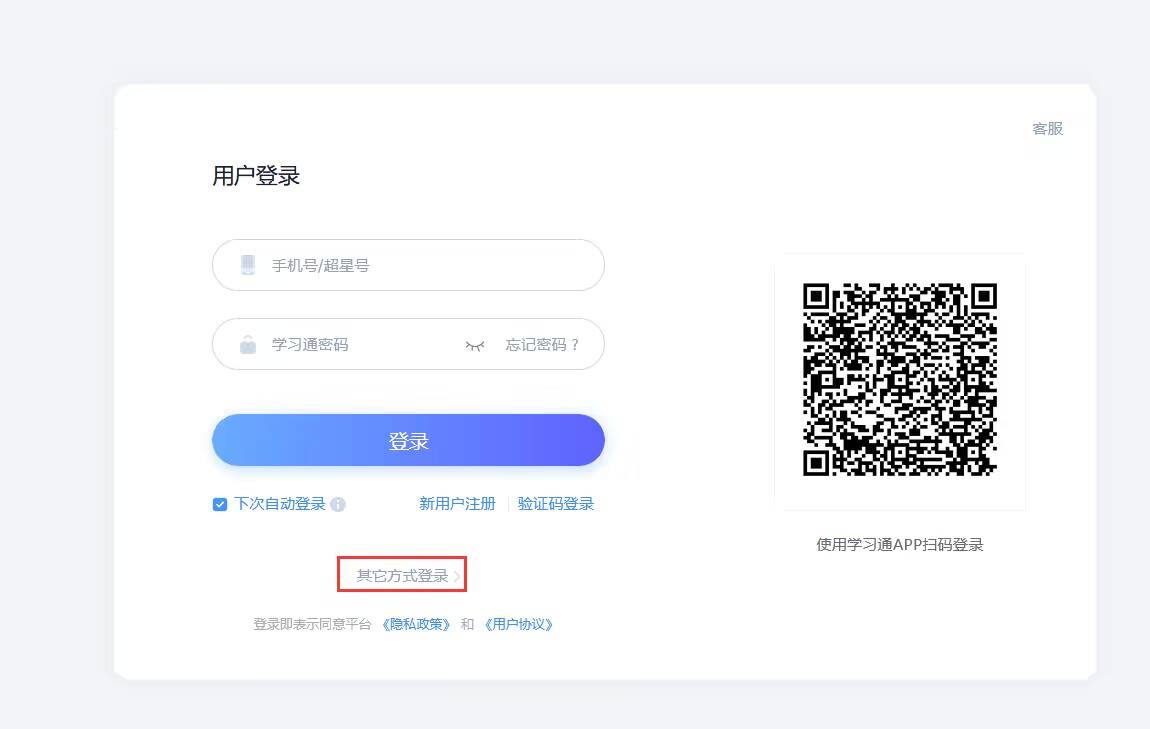 客服
用户登录
手机号/超星号
学习通密码 忘记密码？
登录
下次自动登录 新用户注册 验证码登录
使用学习通APP扫码登录
其它方式登录
登录即表示同意平台 《隐私政策》 和 《用户协议》